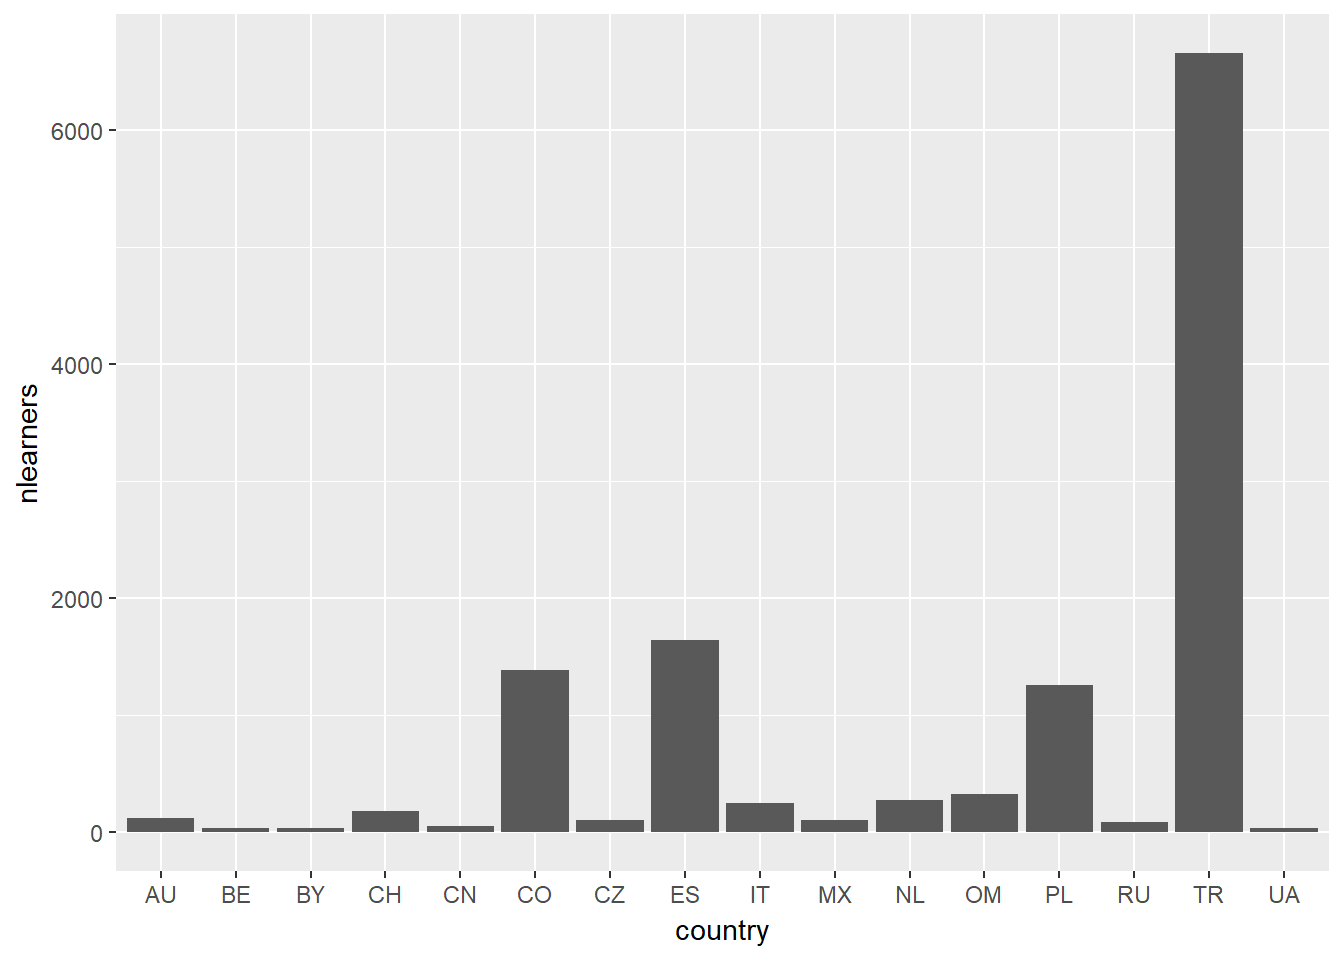 nlearners
6000
4000
2000
0
AU BE BY CH CN CO CZ ES IT MX NL OM PL RU TR UA
country